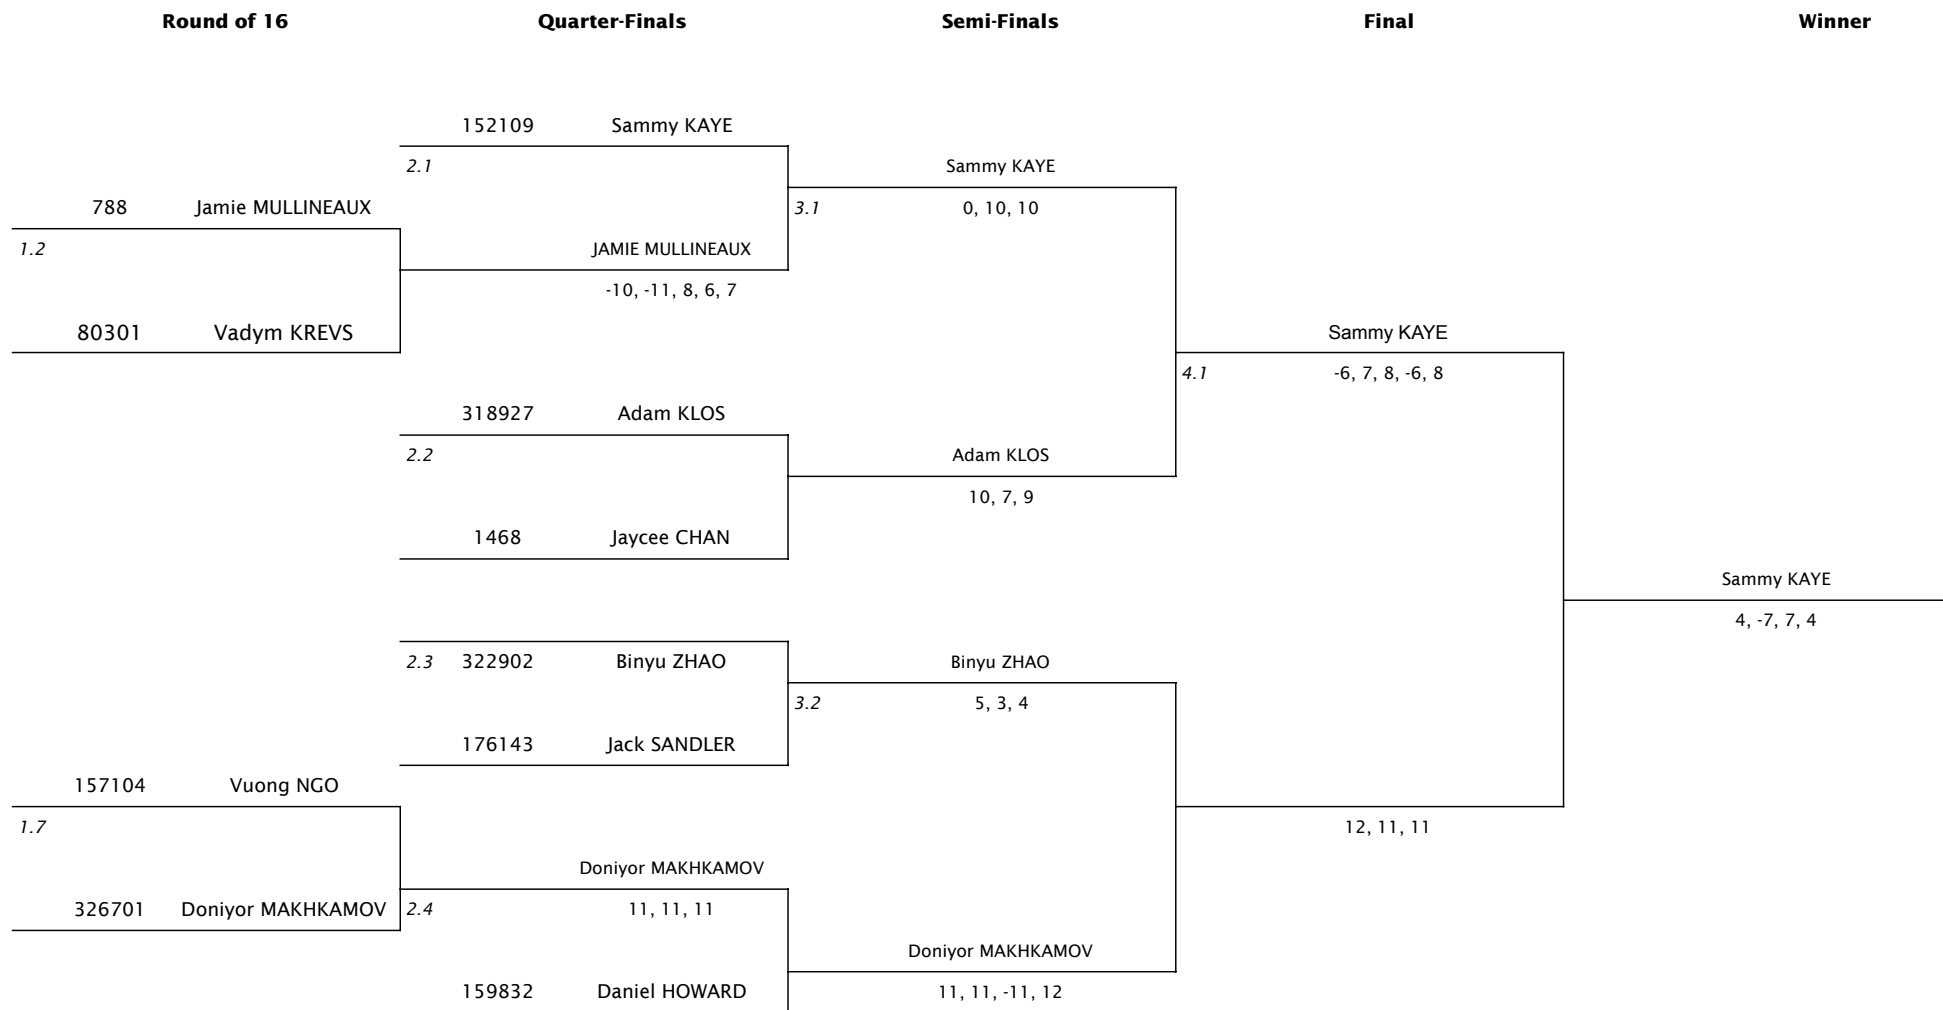 Round of 16 Quarter-Finals Semi-Finals Final Winner
152109 Sammy KAYE
2.1 Sammy KAYE
788 Jamie MULLINEAUX 3.1 0, 10, 10
1.2 JAMIE MULLINEAUX
-10, -11, 8, 6, 7
80301 Vadym KREVS Sammy KAYE
4.1 -6, 7, 8, -6, 8
318927 Adam KLOS
2.2 Adam KLOS
10, 7, 9
1468 Jaycee CHAN
Sammy KAYE
4, -7, 7, 4
2.3 322902 Binyu ZHAO Binyu ZHAO
3.2 5, 3, 4
176143 Jack SANDLER
157104 Vuong NGO
1.7 12, 11, 11
Doniyor MAKHKAMOV
326701 Doniyor MAKHKAMOV 2.4 11, 11, 11
Doniyor MAKHKAMOV
159832 Daniel HOWARD 11, 11, -11, 12